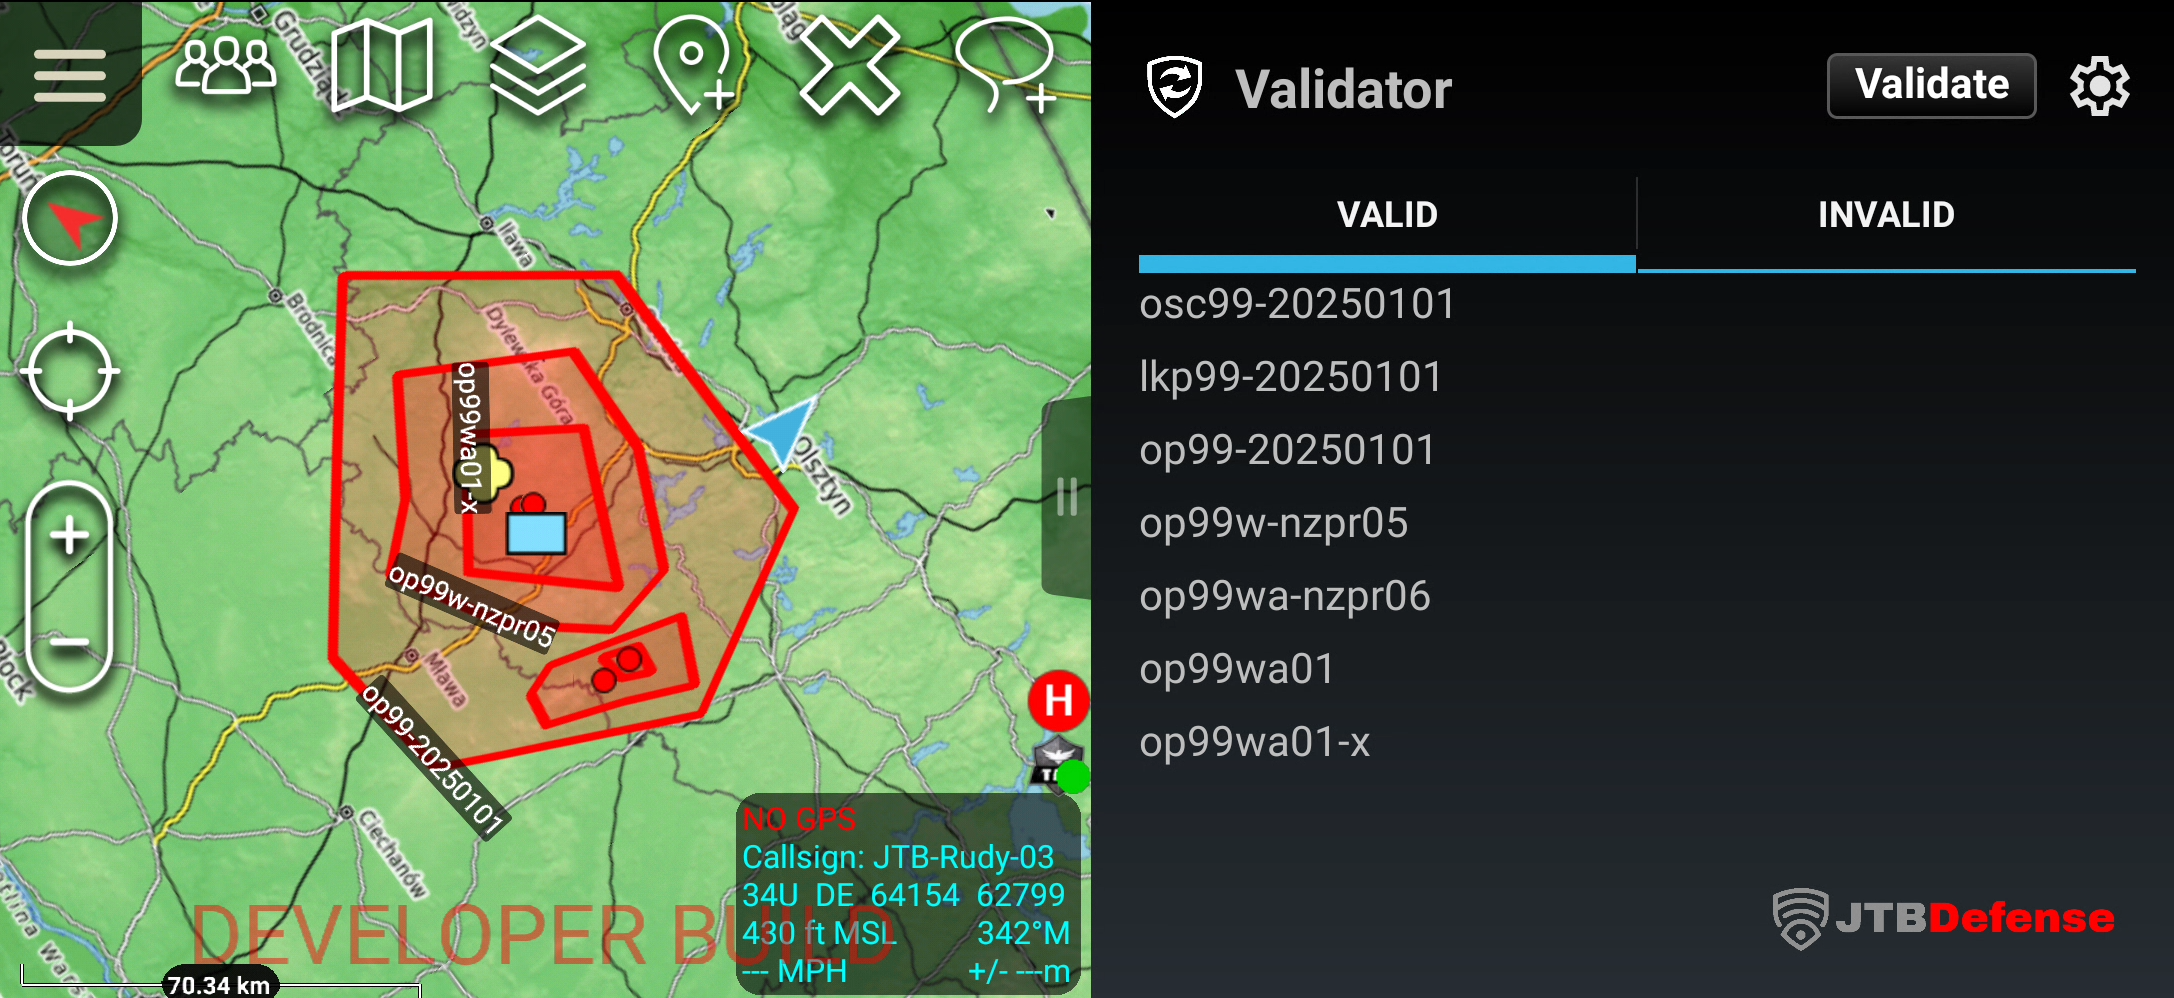 Grudziądz
Toruń
Iława
Brodnica
Dylewska Góra
Olsztyn
op99wa01-x
op99w-nzpr05
Mława
op99-20250101
Ciechanów
H
NO GPS
Callsign: JTB-Rudy-03
34U DE 64154 62799
430 ft MSL 342°M
--- MPH +/- ---m
DEVELOPER BUILD
70.34 km
Validator
Validate
VALID
INVALID
osc99-20250101
lkp99-20250101
op99-20250101
op99w-nzpr05
op99wa-nzpr06
op99wa01
op99wa01-x
JTBDefense